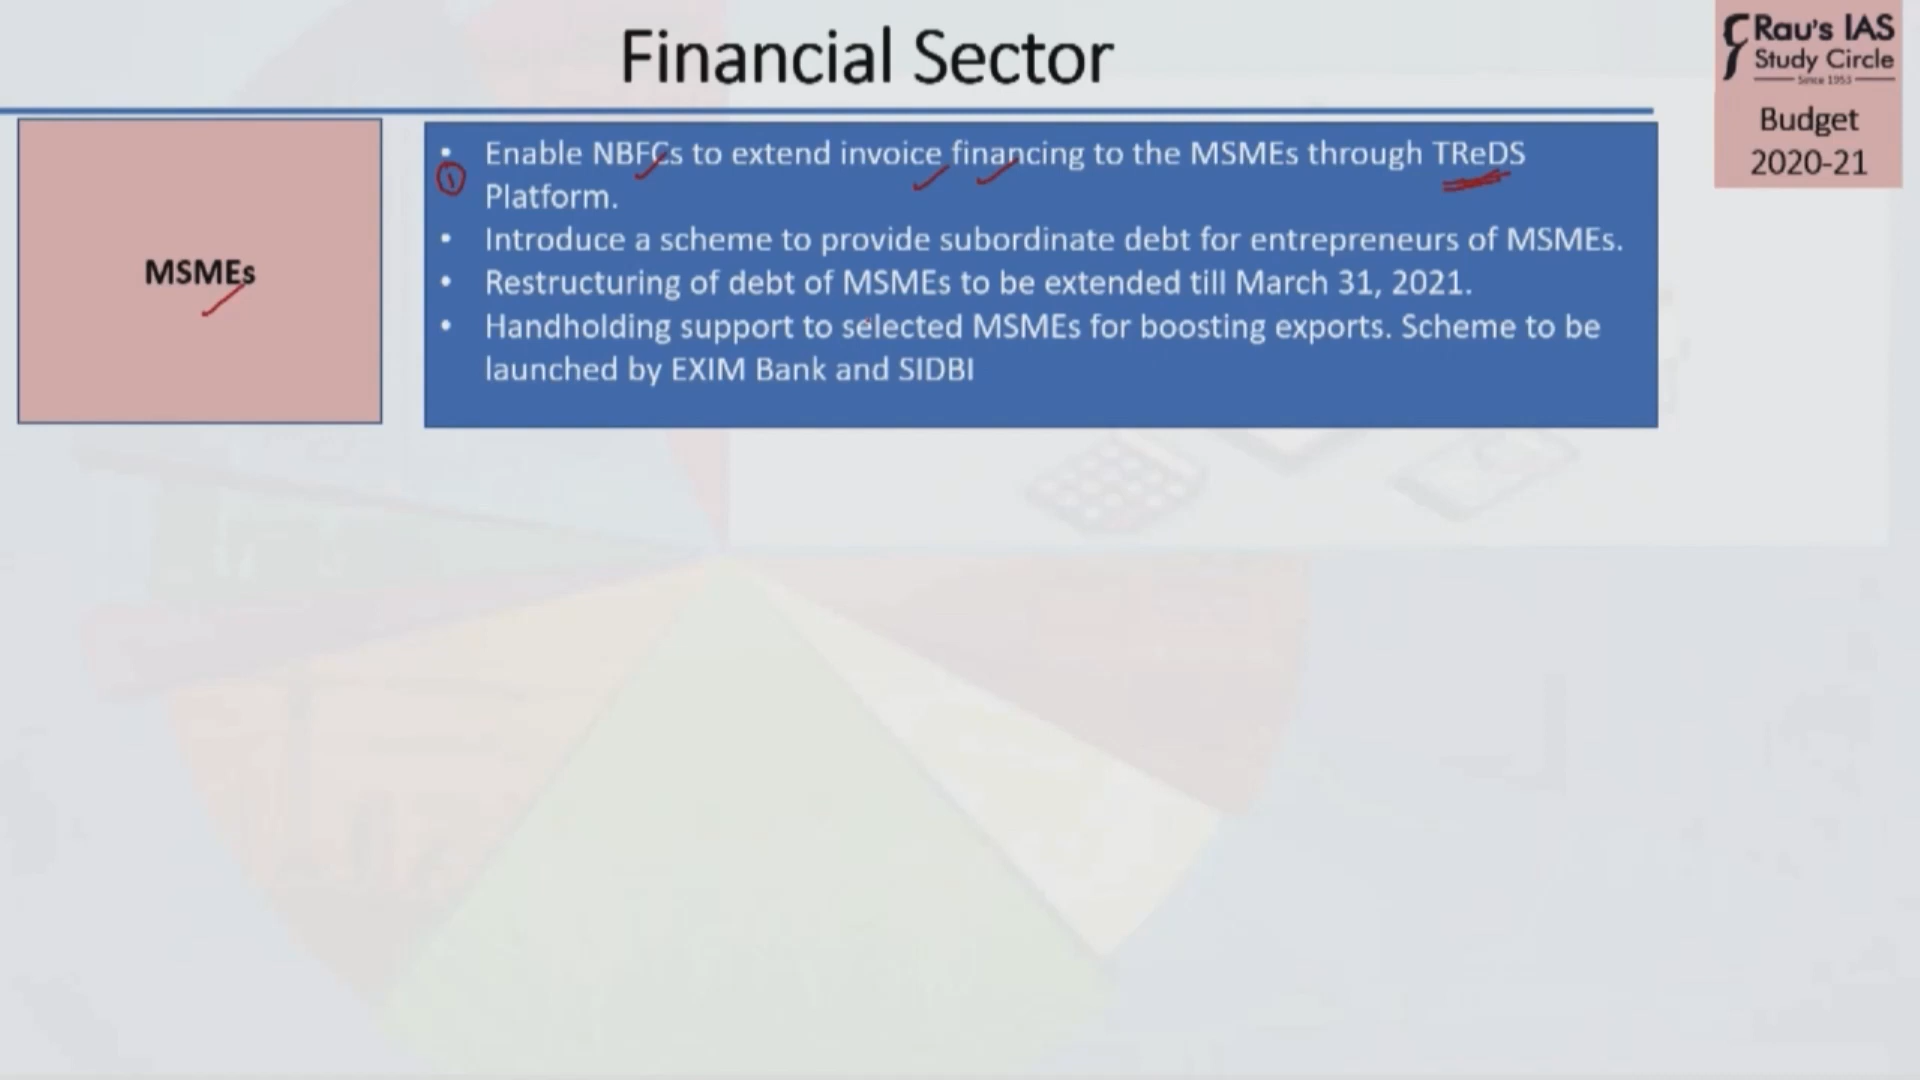 Financial Sector
Rau's IAS
Study Circle
Since 1953
Budget
2020-21
MSMEs
• Enable NBFCs to extend invoice financing to the MSMEs through TReDS
1
Platform.
• Introduce a scheme to provide subordinate debt for entrepreneurs of MSMEs.
• Restructuring of debt of MSMEs to be extended till March 31, 2021.
• Handholding support to selected MSMEs for boosting exports. Scheme to be
launched by EXIM Bank and SIDBI